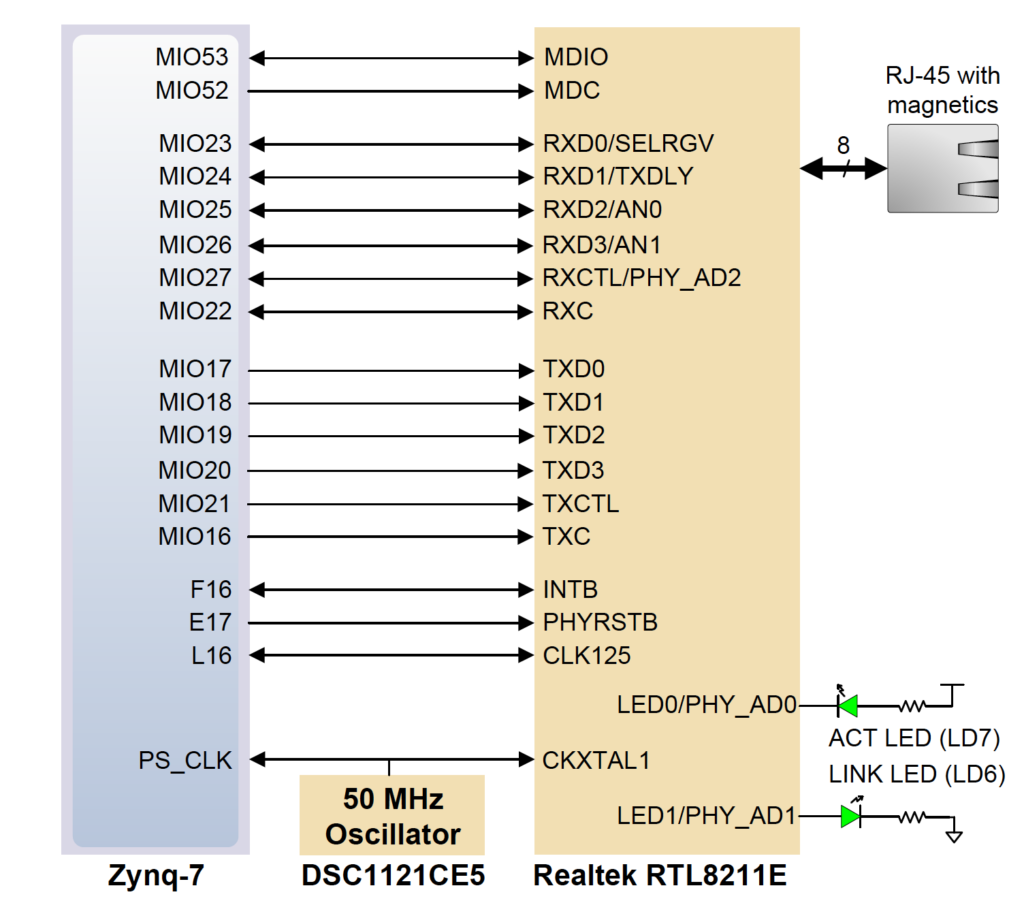 MIO53 MDIO
MIO52 MDC
RJ-45 with
magnetics
MIO23 RXD0/SELRGV
8
MIO24 RXD1/TXDLY
MIO25 RXD2/AN0
MIO26 RXD3/AN1
MIO27 RXCTL/PHY_AD2
MIO22 RXC
MIO17 TXD0
MIO18 TXD1
MIO19 TXD2
MIO20 TXD3
MIO21 TXCTL
MIO16 TXC
F16 INTB
E17 PHYRSTB
L16 CLK125
LED0/PHY_AD0
ACT LED (LD7)
PS_CLK CKXTAL1
LINK LED (LD6)
50 MHz
Oscillator
LED1/PHY_AD1
Zynq-7 DSC1121CE5 Realtek RTL8211E